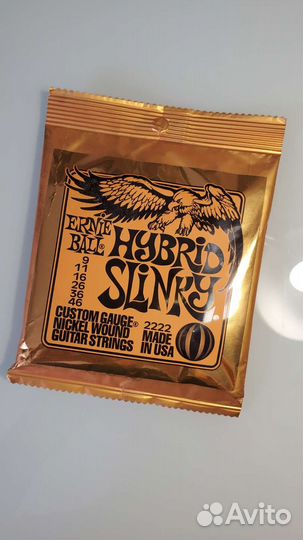 ERNIE
BALL®
HYBRID
SLINKY
9
11
16
26
36
46
CUSTOM GAUGE®
NICKEL WOUND
GUITAR STRINGS
2222
MADE
IN USA
Avito